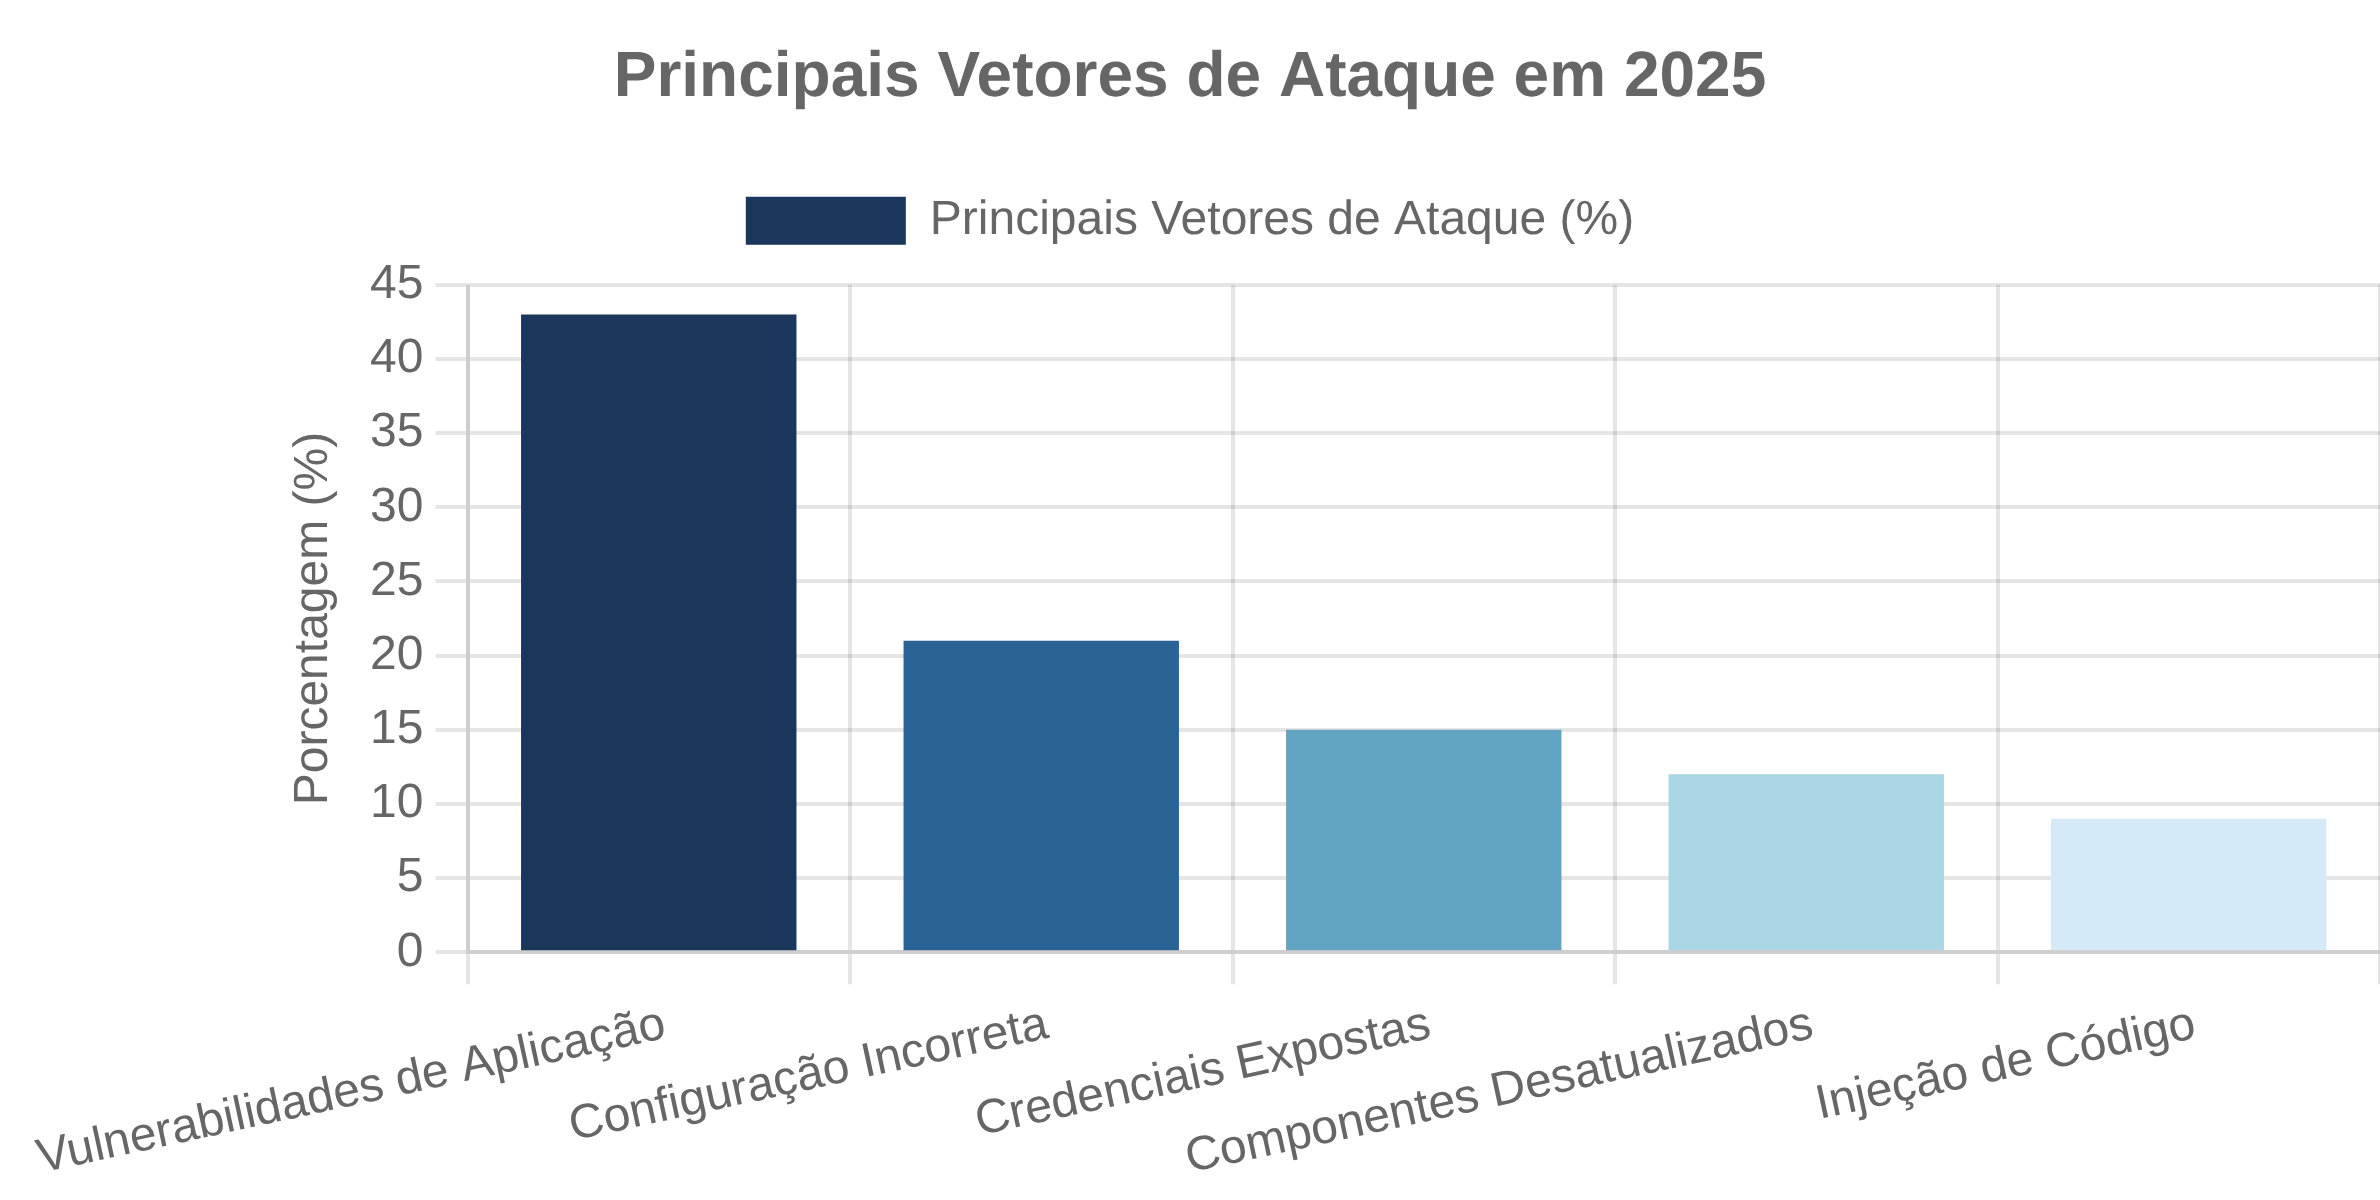 Principais Vetores de Ataque em 2025
Principais Vetores de Ataque (%)
Porcentagem (%)
45
40
35
30
25
20
15
10
5
0
Vulnerabilidades de Aplicação
Configuração Incorreta
Credenciais Expostas
Componentes Desatualizados
Injeção de Código